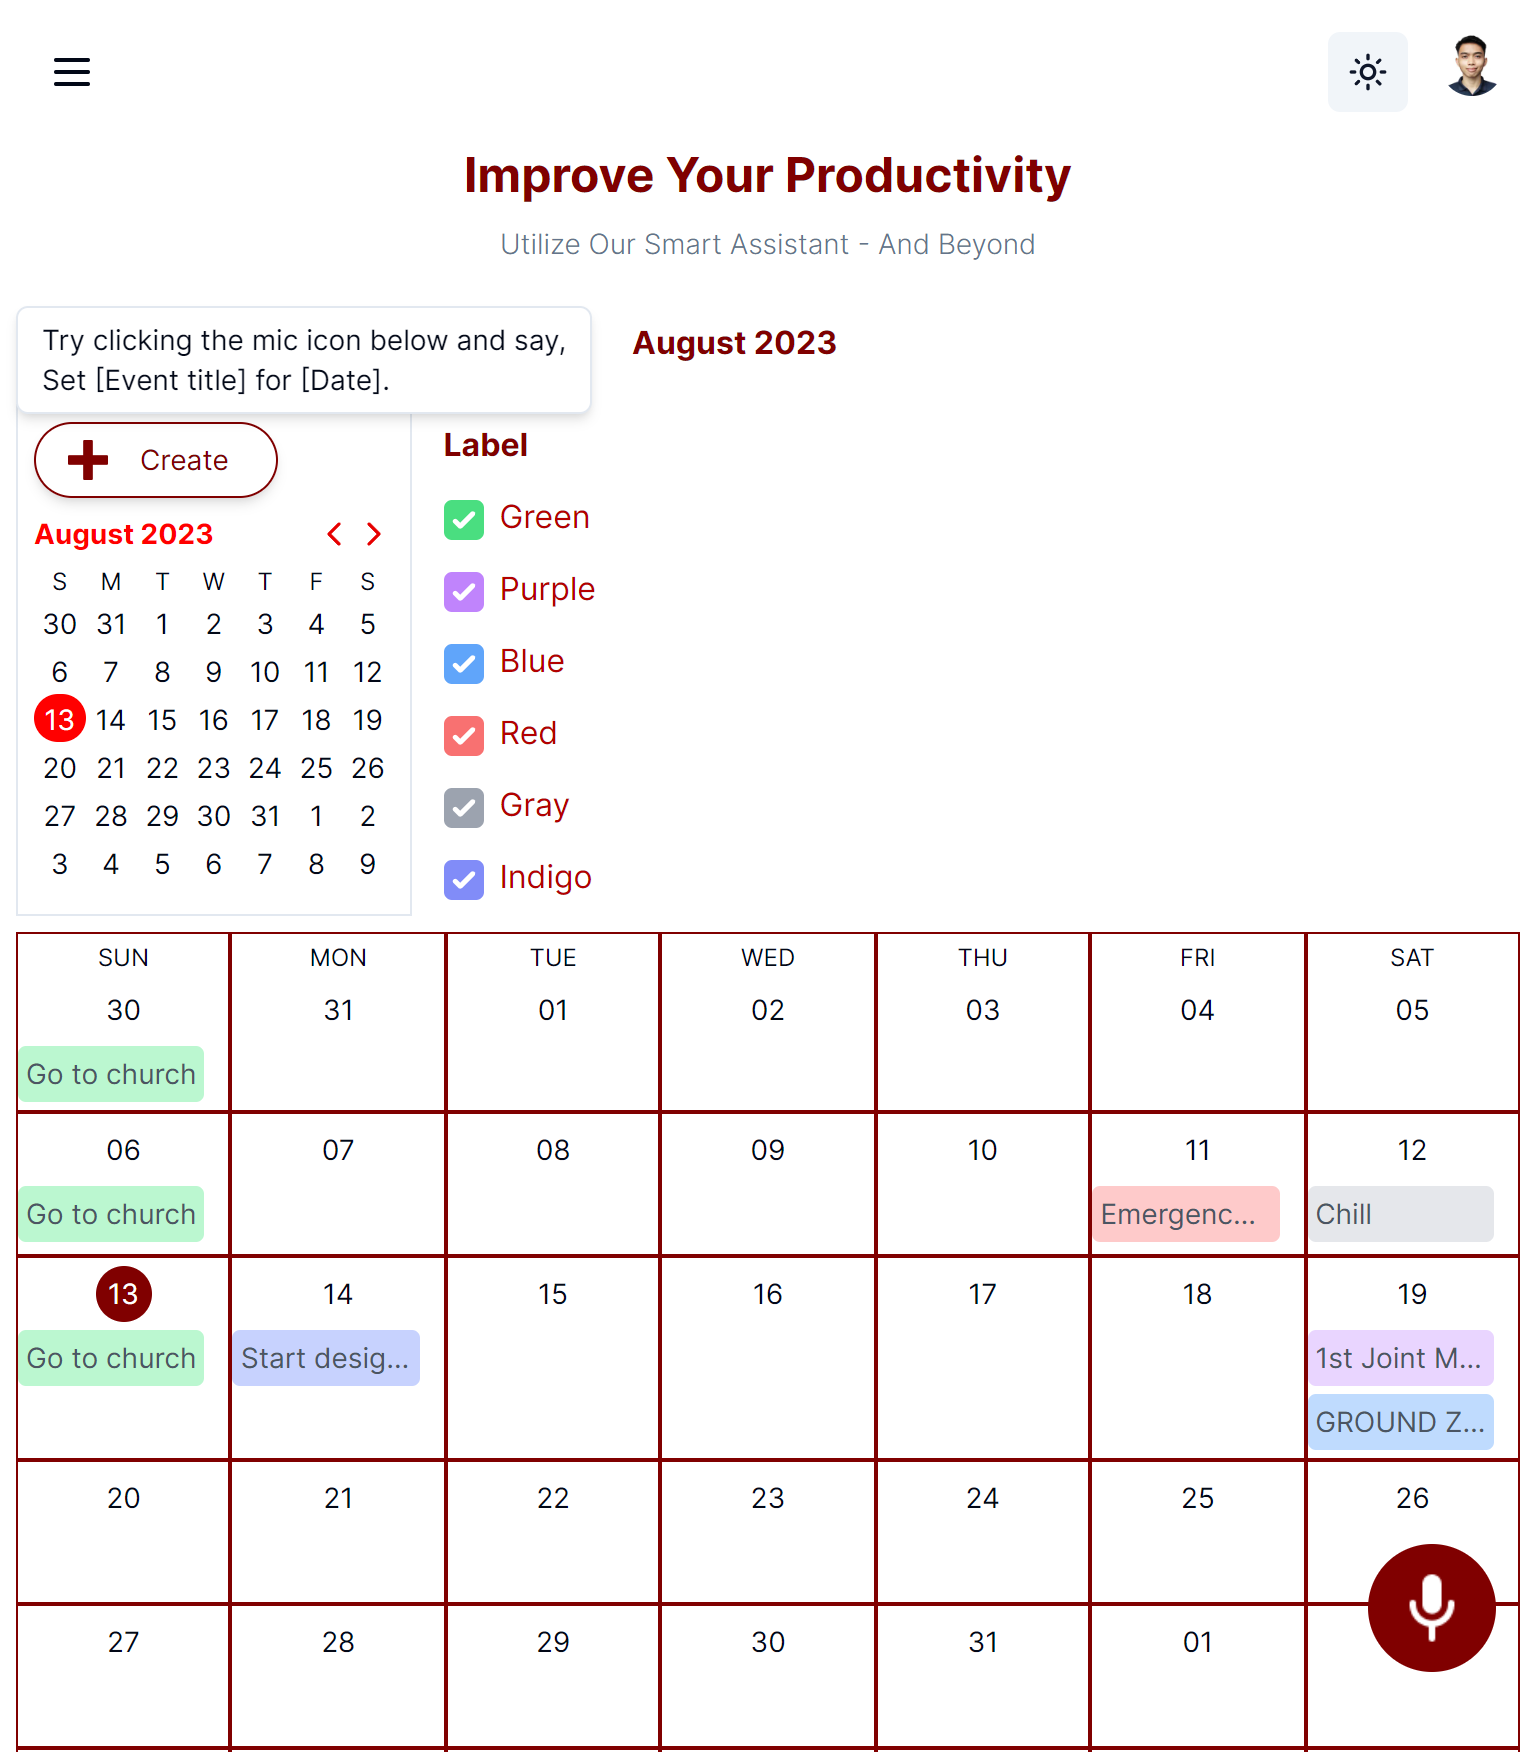 Improve Your Productivity
Utilize Our Smart Assistant - And Beyond
Try clicking the mic icon below and say,
Set [Event title] for [Date].
August 2023
Create
August 2023
S M T W T F S
30 31 1 2 3 4 5
6 7 8 9 10 11 12
13 14 15 16 17 18 19
20 21 22 23 24 25 26
27 28 29 30 31 1 2
3 4 5 6 7 8 9
Label
Green
Purple
Blue
Red
Gray
Indigo
SUN MON TUE WED THU FRI SAT
30 31 01 02 03 04 05
Go to church
06 07 08 09 10 11 12
Go to church Emergenc... Chill
13 14 15 16 17 18 19
Go to church Start desig... 1st Joint M...
GROUND Z...
20 21 22 23 24 25 26
27 28 29 30 31 01